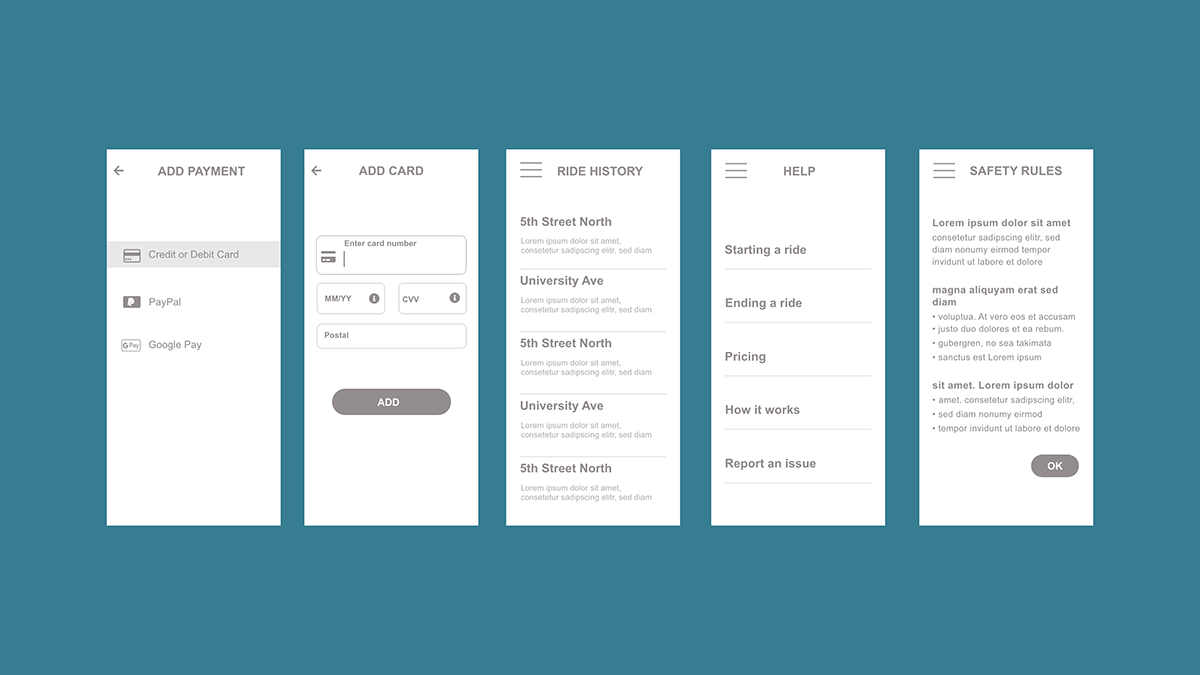 ADD PAYMENT
Credit or Debit Card
PayPal
G Pay
Google Pay
ADD CARD
Enter card number
MM/YY
CVV
Postal
ADD
RIDE HISTORY
5th Street North
Lorem ipsum dolor sit amet,
consetetur sadipscing elitr, sed diam
University Ave
Lorem ipsum dolor sit amet,
consetetur sadipscing elitr, sed diam
5th Street North
Lorem ipsum dolor sit amet,
consetetur sadipscing elitr, sed diam
University Ave
Lorem ipsum dolor sit amet,
consetetur sadipscing elitr, sed diam
5th Street North
Lorem ipsum dolor sit amet,
consetetur sadipscing elitr, sed diam
HELP
Starting a ride
Ending a ride
Pricing
How it works
Report an issue
SAFETY RULES
Lorem ipsum dolor sit amet
consetetur sadipscing elitr, sed
diam nonumy eirmod tempor
invidunt ut labore et dolore
magna aliquyam erat sed
diam
• voluptua. At vero eos et accusam
• justo duo dolores et ea rebum.
• gubergren, no sea takimata
• sanctus est Lorem ipsum
sit amet. Lorem ipsum dolor
• amet, consetetur sadipscing elitr,
• sed diam nonumy eirmod
• tempor invidunt ut labore et dolore
OK